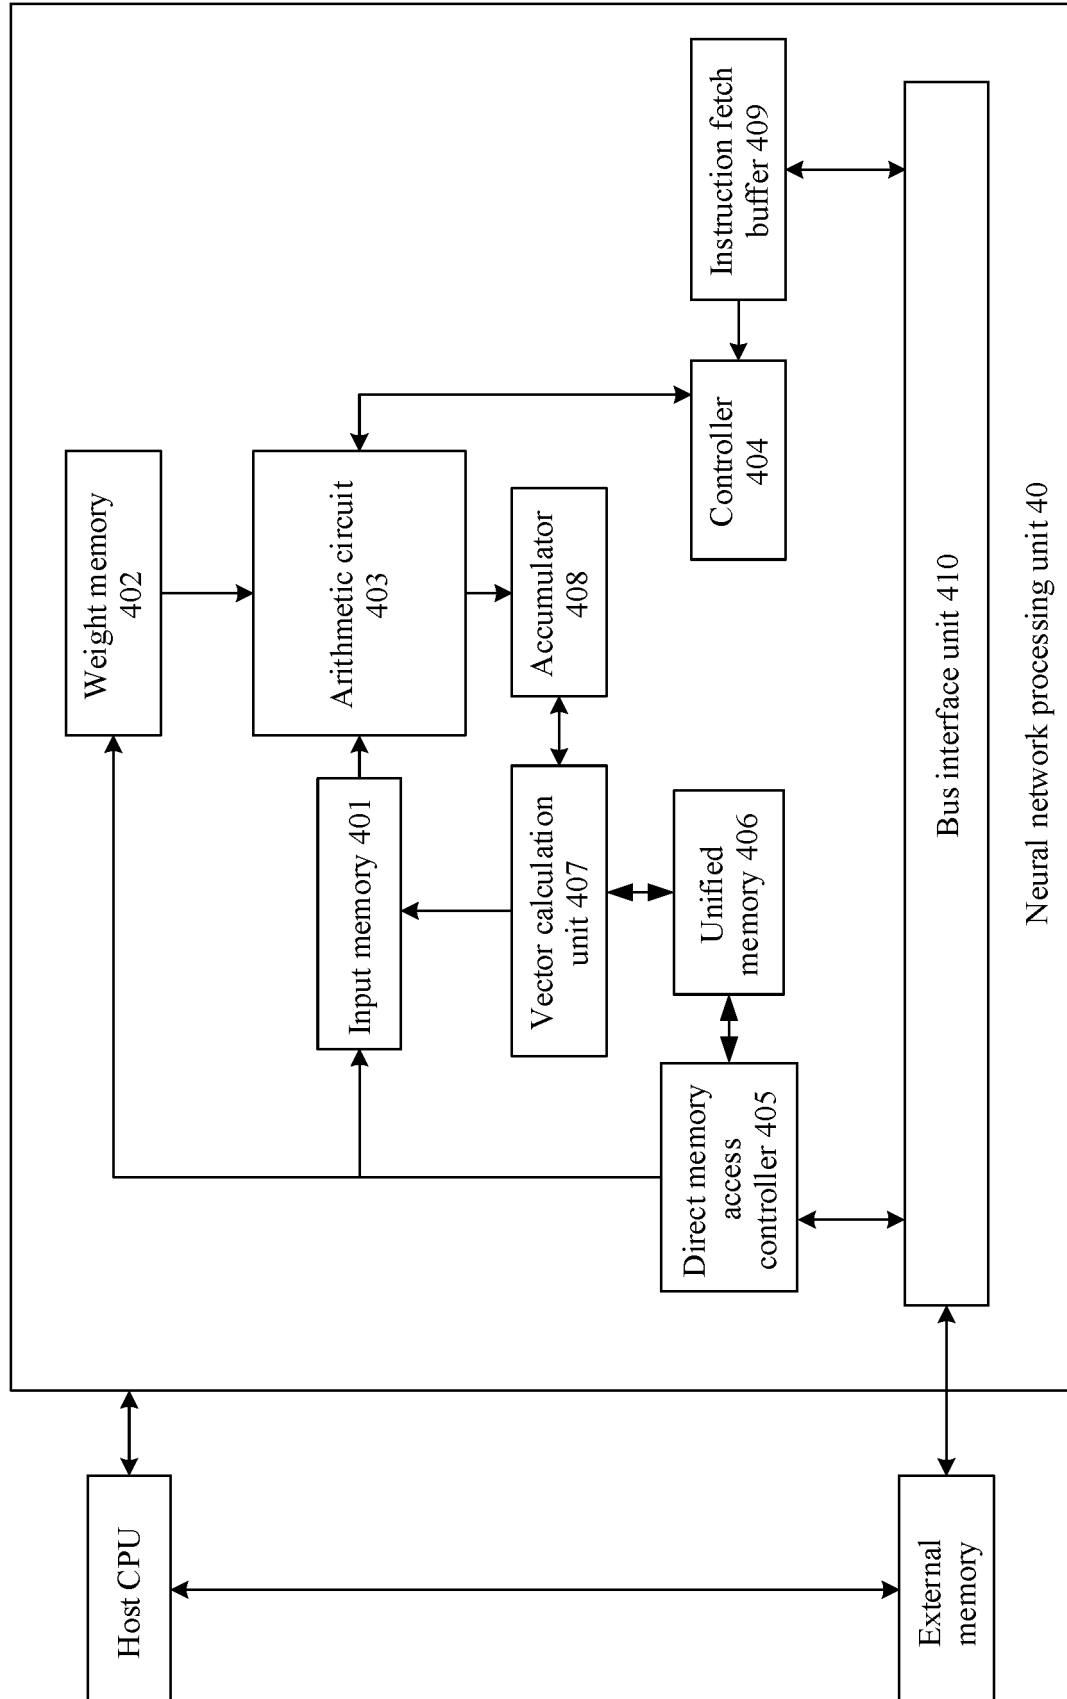 Host CPU
External
memory
Weight memory
402
Input memory 401
Arithmetic circuit
403
Vector calculation
unit 407
Accumulator
408
Direct memory
access
controller 405
Unified
memory 406
Controller
404
Instruction fetch
buffer 409
Bus interface unit 410
Neural network processing unit 40